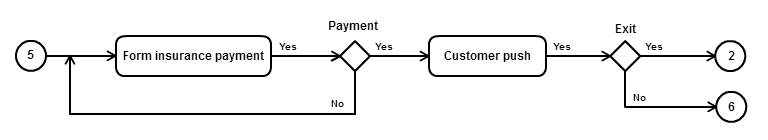 Payment
Exit
5
Form insurance payment
Yes
Yes
Customer push
Yes
Yes
2
No
No
6